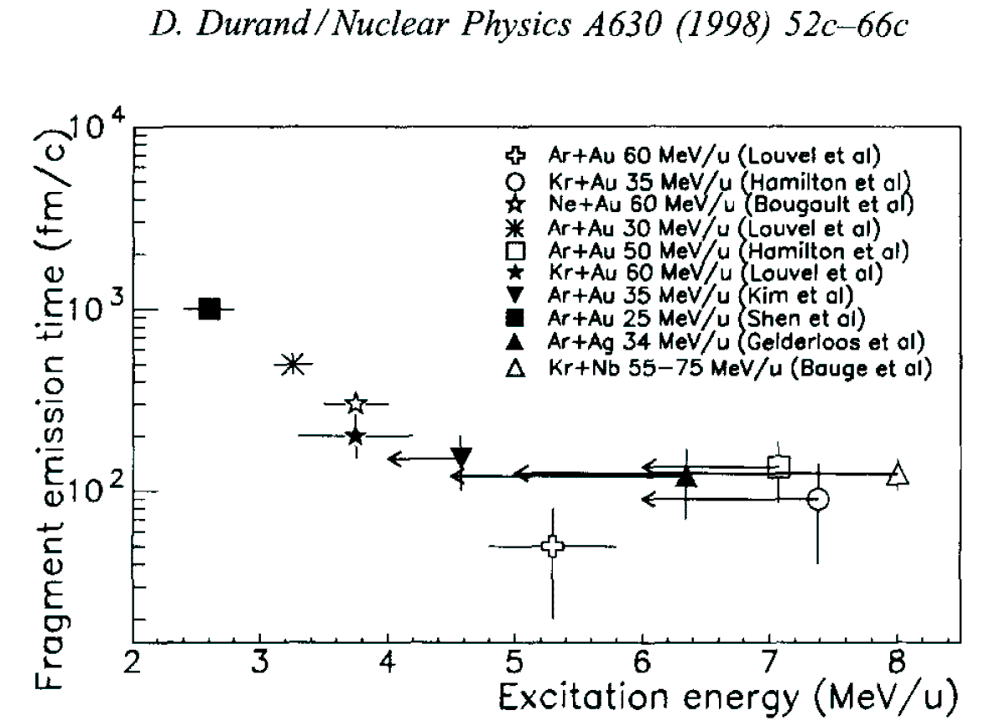 D. Durand/Nuclear Physics A630 (1998) 52c–66c
Fragment emission time (fm/c)
10^4
10^3
10^2
Ar+Au 60 MeV/u (Louvel et al)
Kr+Au 35 MeV/u (Hamilton et al)
Ne+Au 60 MeV/u (Bougault et al)
Ar+Au 30 MeV/u (Louvel et al)
Ar+Au 50 MeV/u (Hamilton et al)
Kr+Au 60 MeV/u (Louvel et al)
Ar+Au 35 MeV/u (Kim et al)
Ar+Au 25 MeV/u (Shen et al)
Ar+Ag 34 MeV/u (Gelderloos et al)
Kr+Nb 55–75 MeV/u (Bauge et al)
2 3 4 5 6 7 8
Excitation energy (MeV/u)